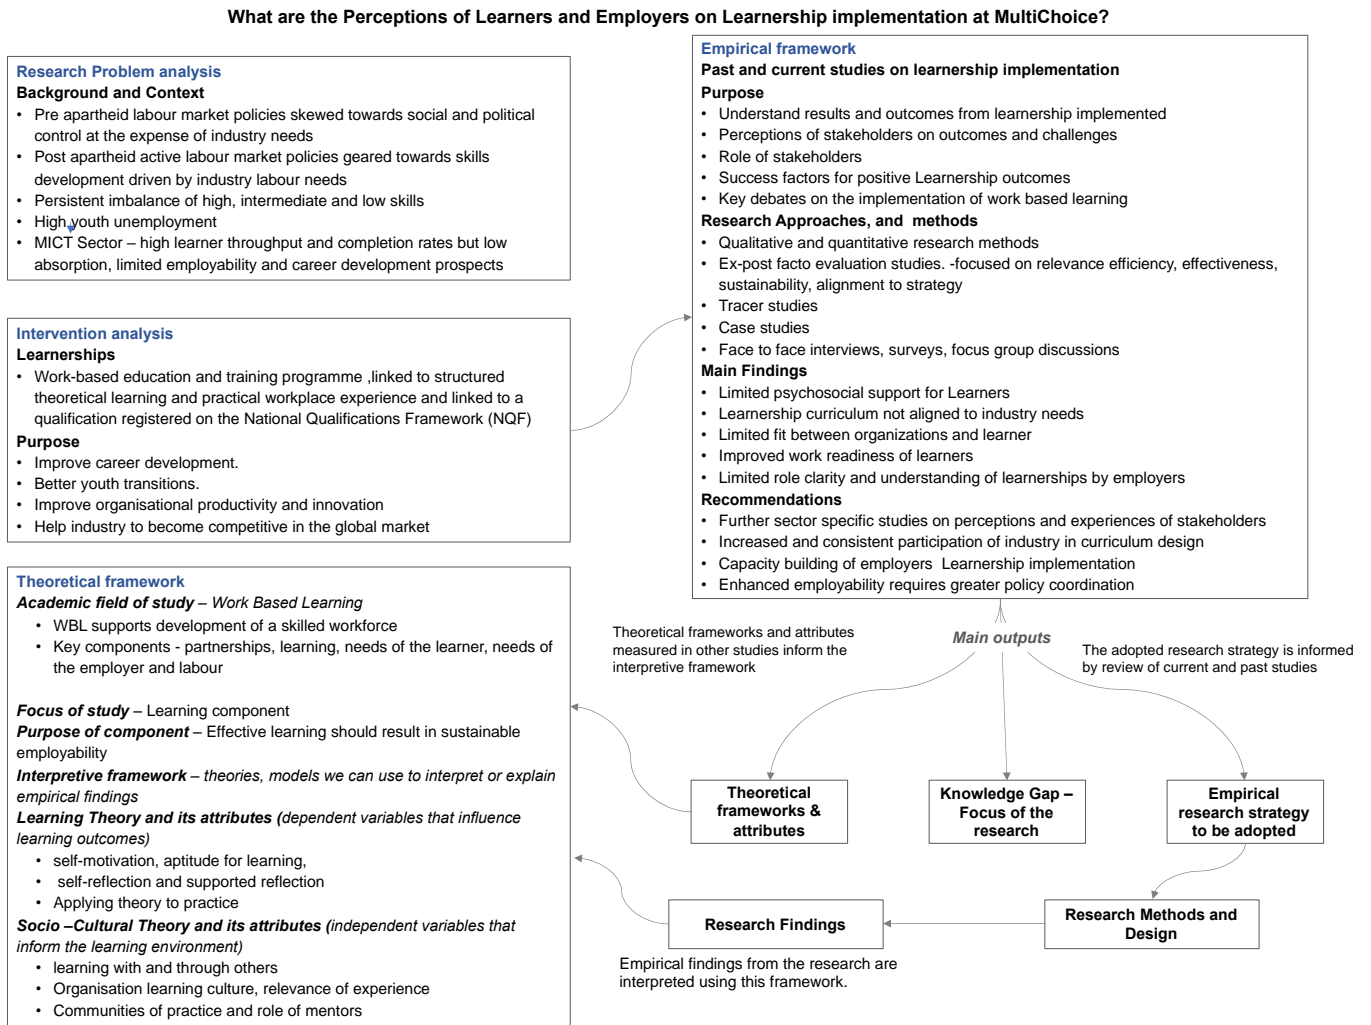 What are the Perceptions of Learners and Employers on Learnership implementation at MultiChoice?
Research Problem analysis
Background and Context
• Pre apartheid labour market policies skewed towards social and political
control at the expense of industry needs
• Post apartheid active labour market policies geared towards skills
development driven by industry labour needs
• Persistent imbalance of high, intermediate and low skills
• High youth unemployment
• MICT Sector – high learner throughput and completion rates but low
absorption, limited employability and career development prospects
Intervention analysis
Learnerships
• Work-based education and training programme ,linked to structured
theoretical learning and practical workplace experience and linked to a
qualification registered on the National Qualifications Framework (NQF)
Purpose
• Improve career development.
• Better youth transitions.
• Improve organisational productivity and innovation
• Help industry to become competitive in the global market
Theoretical framework
Academic field of study – Work Based Learning
• WBL supports development of a skilled workforce
• Key components - partnerships, learning, needs of the learner, needs of
the employer and labour
Focus of study – Learning component
Purpose of component – Effective learning should result in sustainable
employability
Interpretive framework – theories, models we can use to interpret or explain
empirical findings
Learning Theory and its attributes (dependent variables that influence
learning outcomes)
• self-motivation, aptitude for learning,
• self-reflection and supported reflection
• Applying theory to practice
Socio –Cultural Theory and its attributes (independent variables that
inform the learning environment)
• learning with and through others
• Organisation learning culture, relevance of experience
• Communities of practice and role of mentors
Empirical framework
Past and current studies on learnership implementation
Purpose
• Understand results and outcomes from learnership implemented
• Perceptions of stakeholders on outcomes and challenges
• Role of stakeholders
• Success factors for positive Learnership outcomes
• Key debates on the implementation of work based learning
Research Approaches, and methods
• Qualitative and quantitative research methods
• Ex-post facto evaluation studies. -focused on relevance efficiency, effectiveness,
sustainability, alignment to strategy
• Tracer studies
• Case studies
• Face to face interviews, surveys, focus group discussions
Main Findings
• Limited psychosocial support for Learners
• Learnership curriculum not aligned to industry needs
• Limited fit between organizations and learner
• Improved work readiness of learners
• Limited role clarity and understanding of learnerships by employers
Recommendations
• Further sector specific studies on perceptions and experiences of stakeholders
• Increased and consistent participation of industry in curriculum design
• Capacity building of employers Learnership implementation
• Enhanced employability requires greater policy coordination
Theoretical frameworks and attributes
measured in other studies inform the
interpretive framework
Main outputs
The adopted research strategy is informed
by review of current and past studies
Theoretical
frameworks &
attributes
Knowledge Gap –
Focus of the
research
Empirical
research strategy
to be adopted
Research Findings
Research Methods and
Design
Empirical findings from the research are
interpreted using this framework.